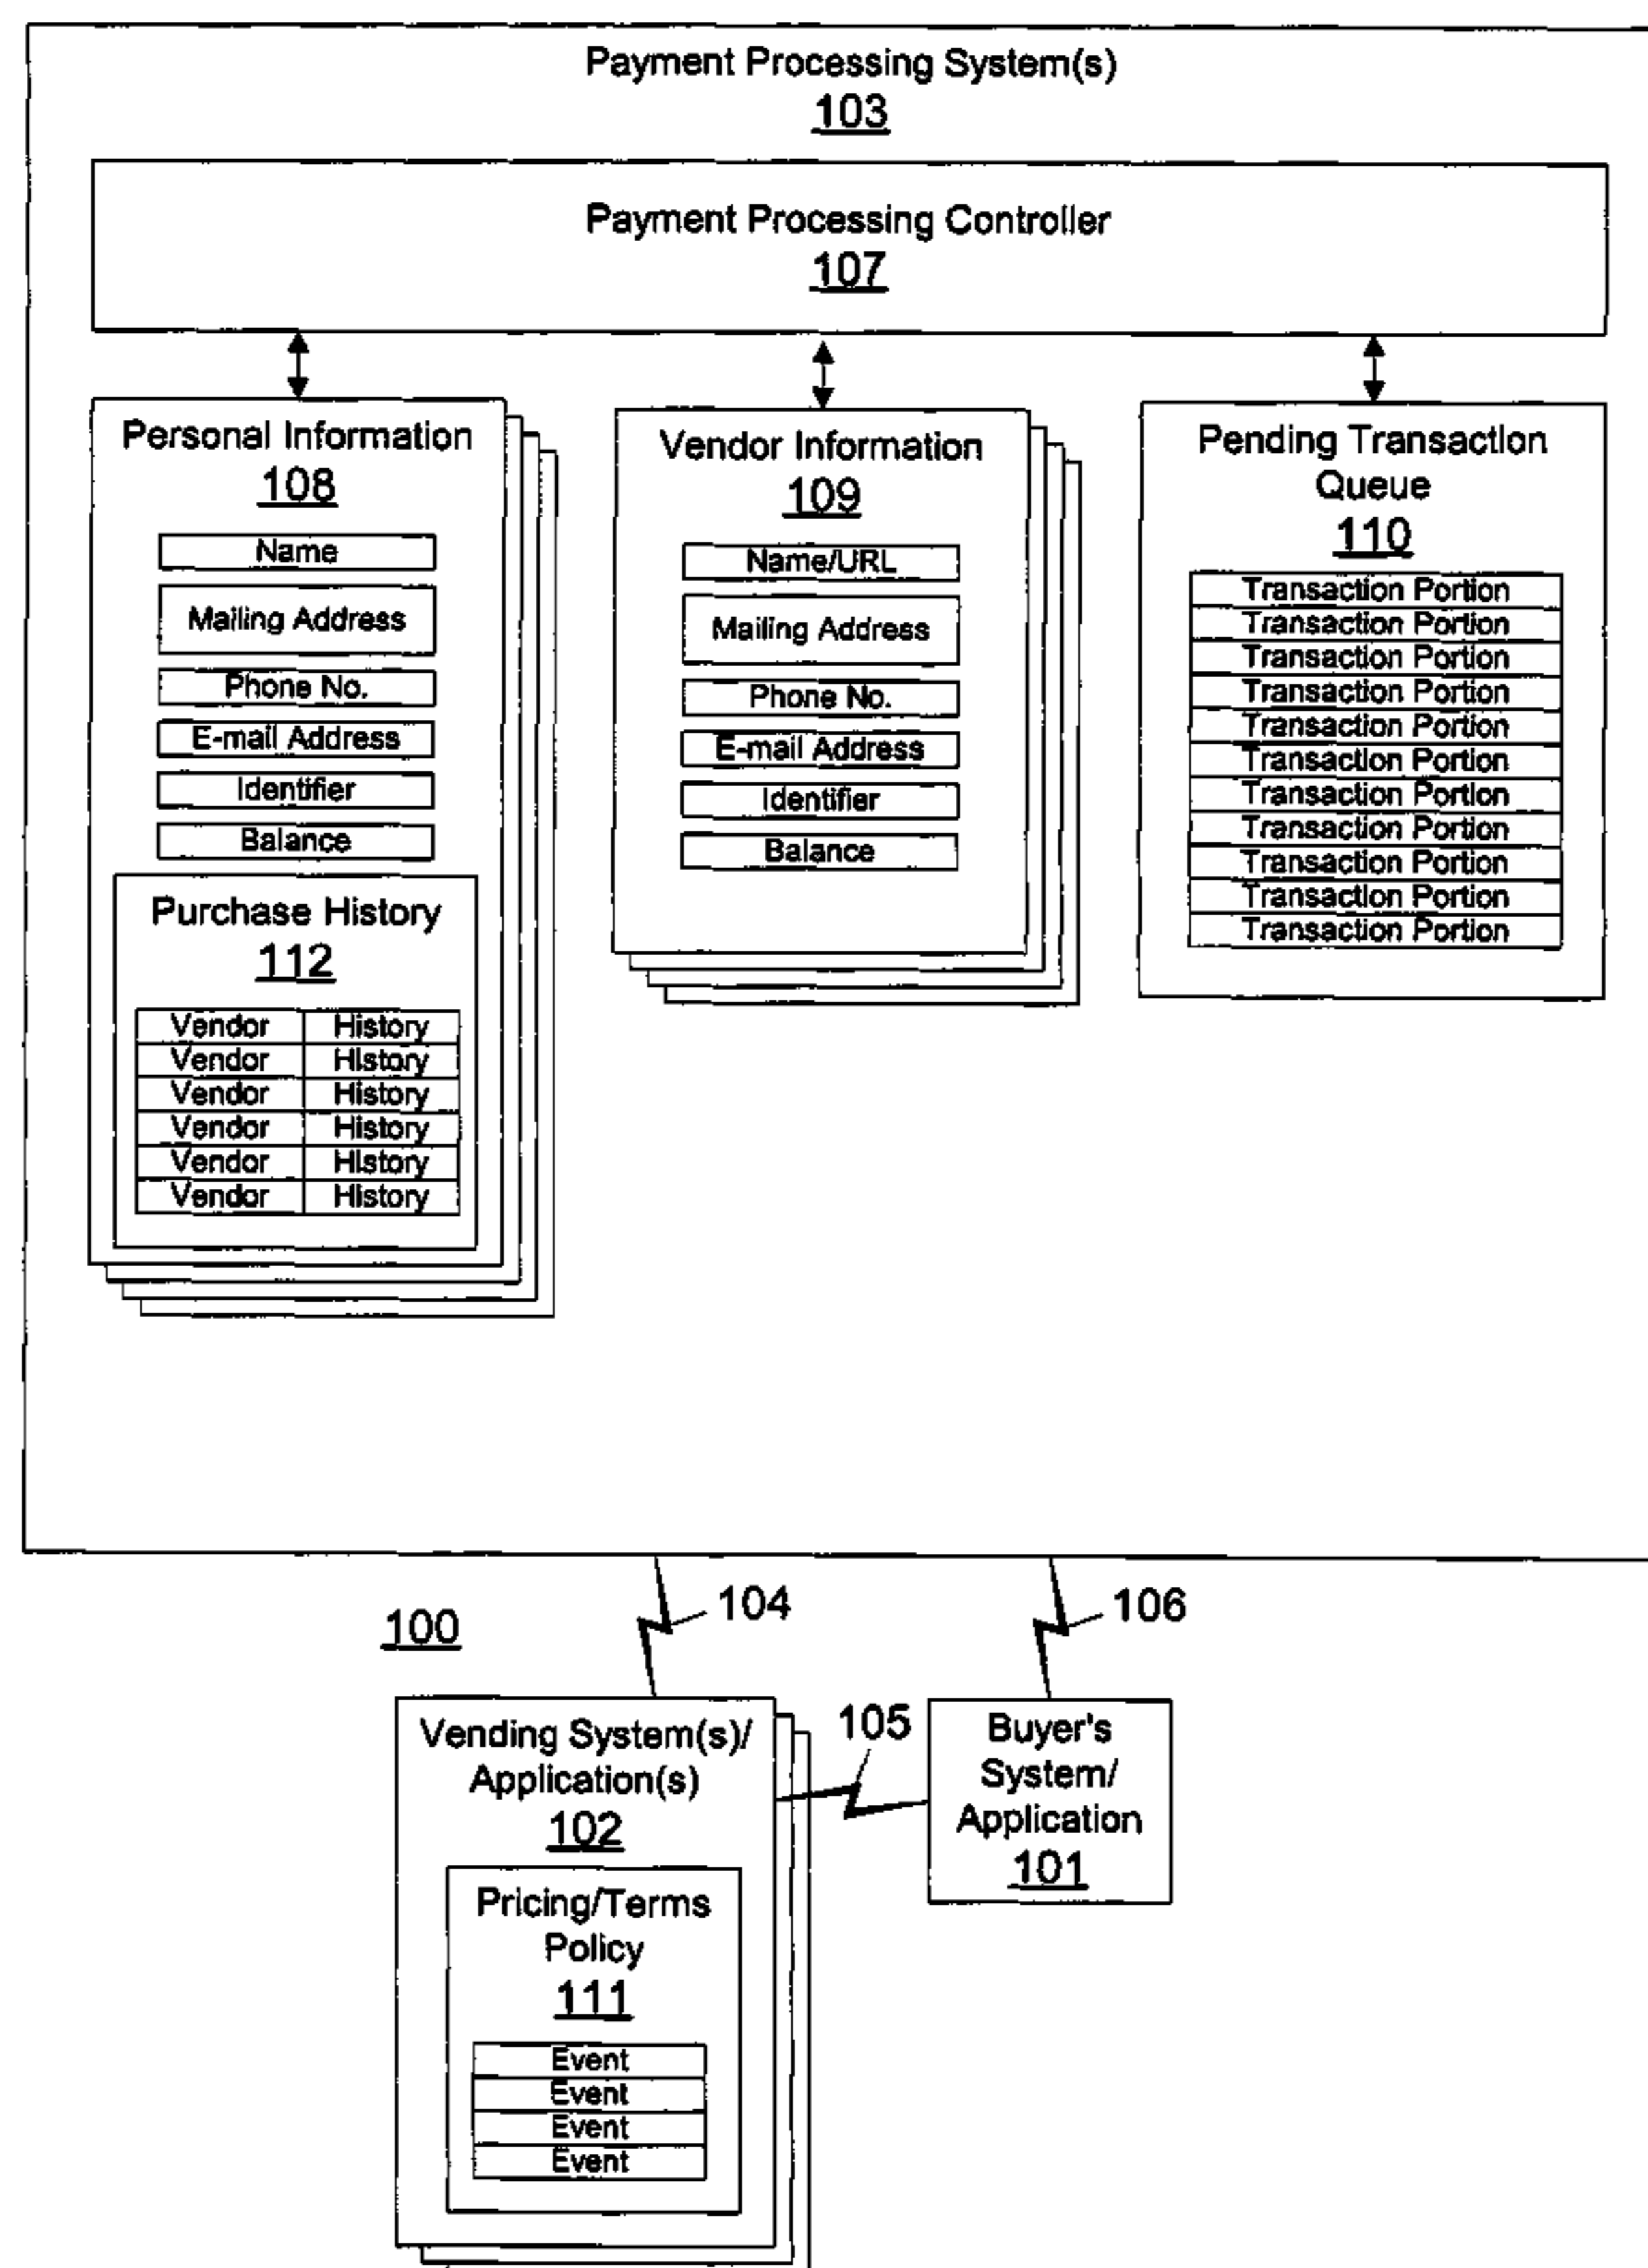 Payment Processing System(s)
103
Payment Processing Controller
107
Personal Information
108
Name
Mailing Address
Phone No.
E-mail Address
Identifier
Balance
Purchase History
112
Vendor History
Vendor History
Vendor History
Vendor History
Vendor History
Vendor History
Vendor Information
109
Name/URL
Mailing Address
Phone No.
E-mail Address
Identifier
Balance
Pending Transaction
Queue
110
Transaction Portion
Transaction Portion
Transaction Portion
Transaction Portion
Transaction Portion
Transaction Portion
Transaction Portion
Transaction Portion
Transaction Portion
Transaction Portion
Transaction Portion
100
104
106
Vending System(s)/
Application(s)
102
Pricing/Terms
Policy
111
Event
Event
Event
Event
105
Buyer's
System/
Application
101